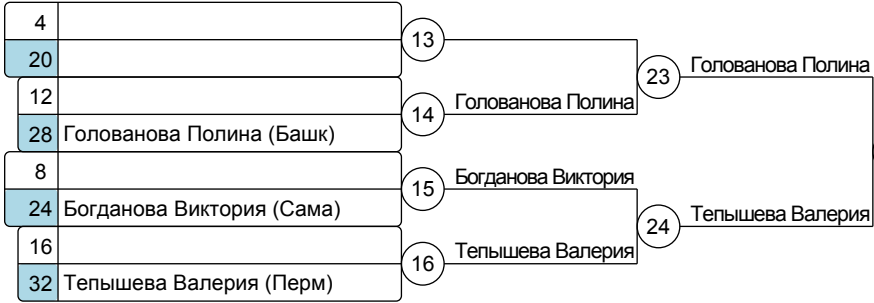 4
13
20
23
Голованова Полина
12
14
Голованова Полина
28 Голованова Полина (Башк)
8
15
Богданова Виктория
24 Богданова Виктория (Сама)
24
Тепышева Валерия
16
16
Тепышева Валерия
32 Тепышева Валерия (Перм)